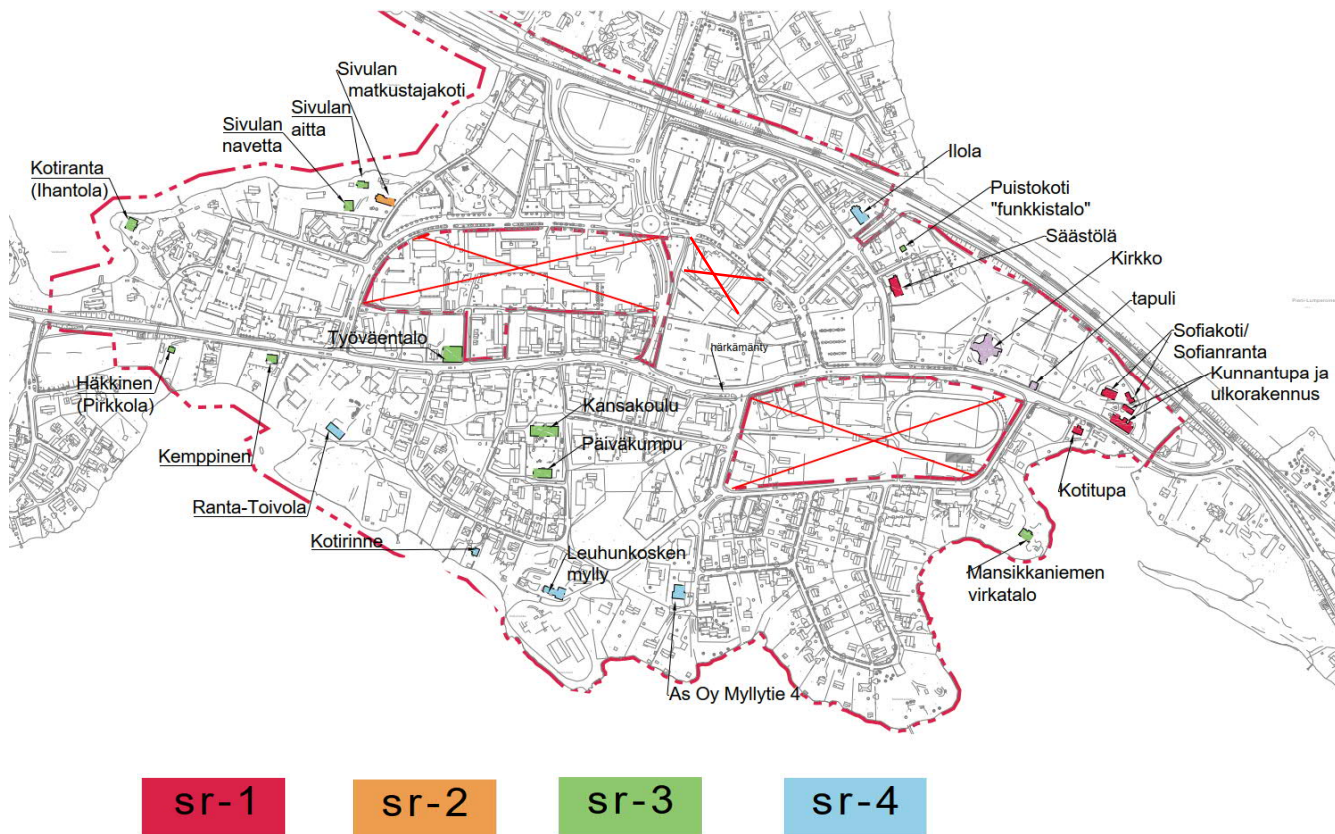 Sivulan
matkustajakoti
Sivulan
aitta
Sivulan
navetta
Kotiranta
(Ihantola)
Ilola
Puistokoti
"funkkistalo"
Säästölä
Kirkko
tapuli
Sofiakoti/
Sofianranta
Kunnantupa ja
ulkorakennus
Työväentalo
härkämänty
Häkkinen
(Pirkkola)
Kansakoulu
Päiväkumpu
Kemppinen
Ranta-Toivola
Kotitupa
Kotirinne
Leuhunkosken
mylly
Mansikkaniemen
virkatalo
As Oy Myllytie 4
sr-1
sr-2
sr-3
sr-4